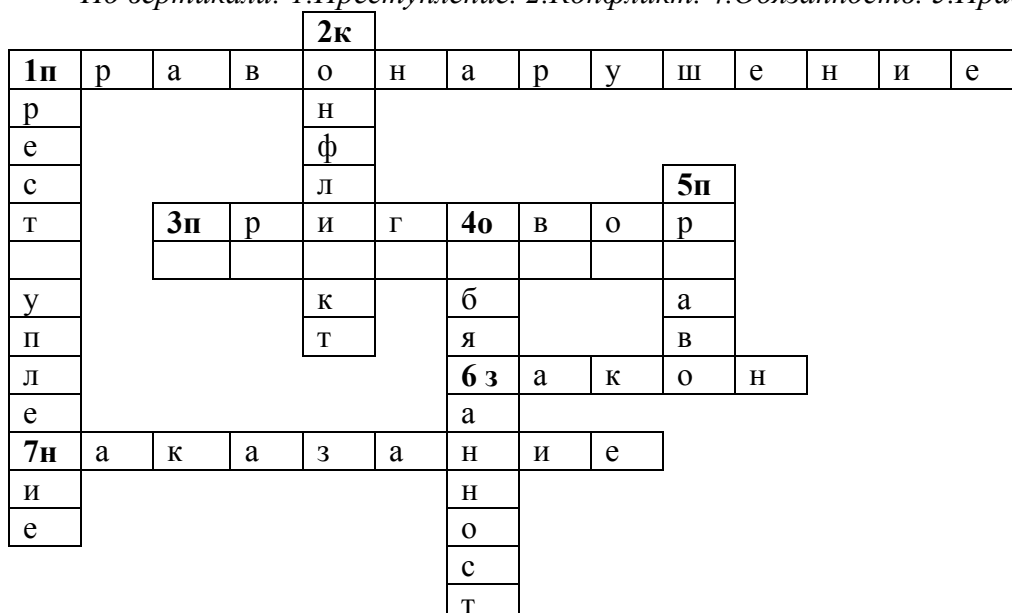 По вертикали: 1.Преступление. 2.Конфликт. 4.Обязанность. 5.Пра
2к
1п р а в о н а р у ш е н и е
р н
е ф
с л 5п
т 3п р и г 4о в о р
у к б а
п т я в
л 6 з а к о н
е а
7н а к а з а н и е
и н
е о
с
т